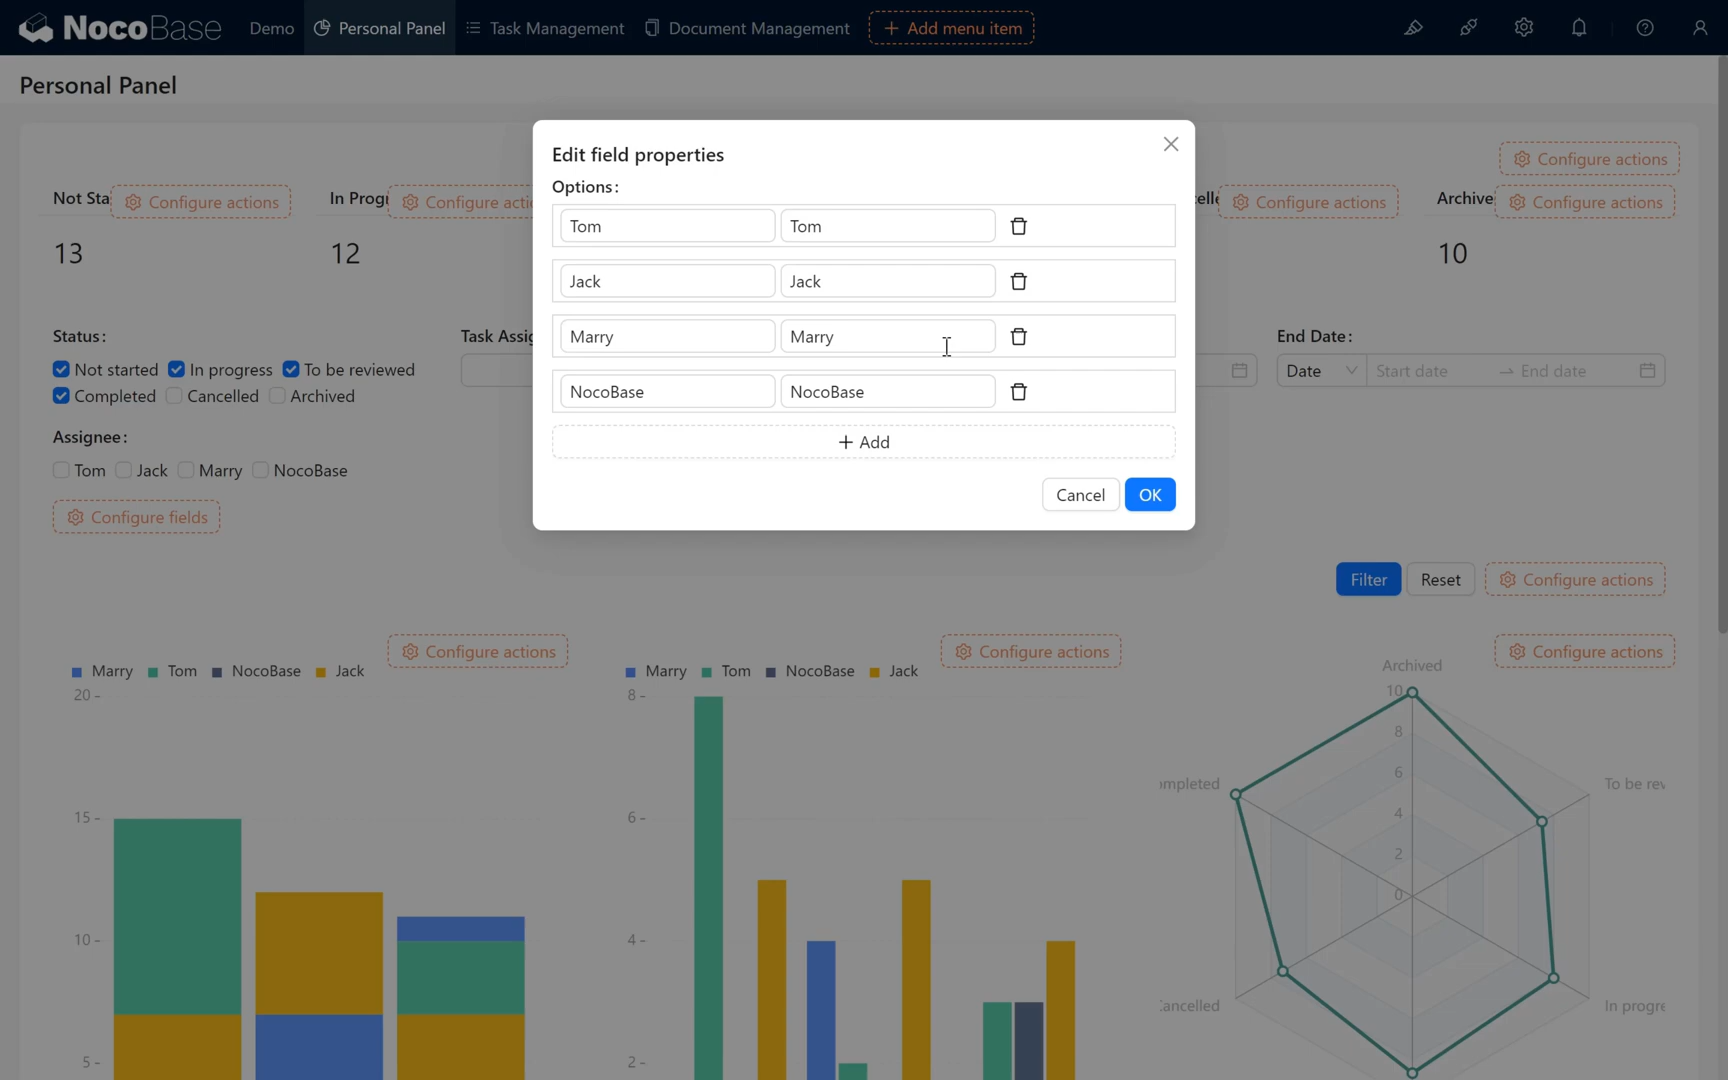 NocoBase Demo Personal Panel Task Management Document Management + Add menu item
Personal Panel
Edit field properties
Options:
Tom Tom
Jack Jack
Marry Marry
NocoBase NocoBase
+ Add
Cancel OK
Configure actions
Not Sta Configure actions In Progr Configure actio elle Configure actions Archive Configure actions
13 12 10
Status: Task Assig End Date:
Not started In progress To be reviewed
Completed Cancelled Archived
Date Start date → End date
Assignee:
Tom Jack Marry NocoBase
Configure fields
Filter Reset Configure actions
Configure actions Configure actions Configure actions
Marry Tom NocoBase Jack
20
15
10
5
Marry Tom NocoBase Jack
8
6
4
2
Archived
10
8
6
4
2
0
mpleted
To be rev
Cancelled
In progre